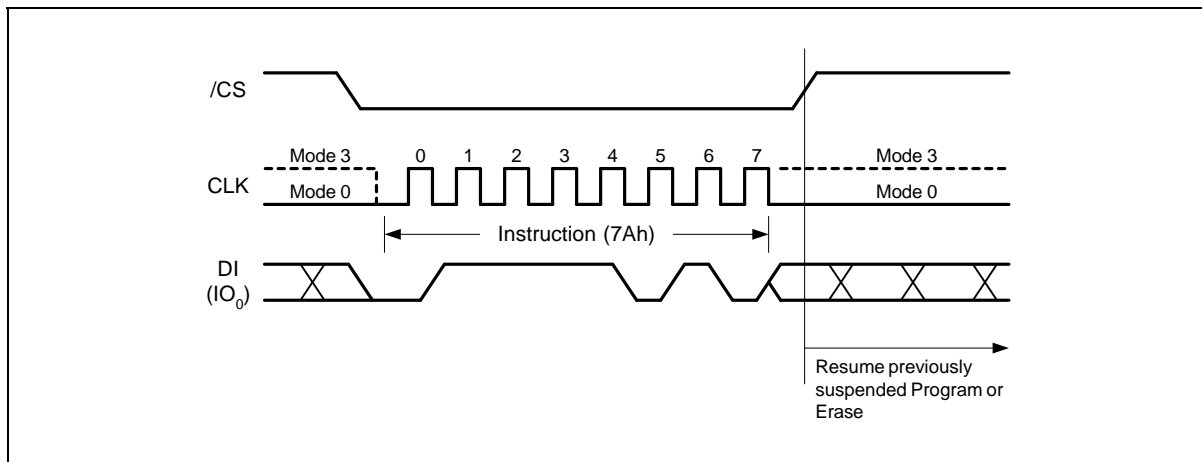 /CS
Mode 3
0 1 2 3 4 5 6 7
Mode 3
CLK
Mode 0
Mode 0
Instruction (7Ah)
DI
(IO0)
Resume previously
suspended Program or
Erase